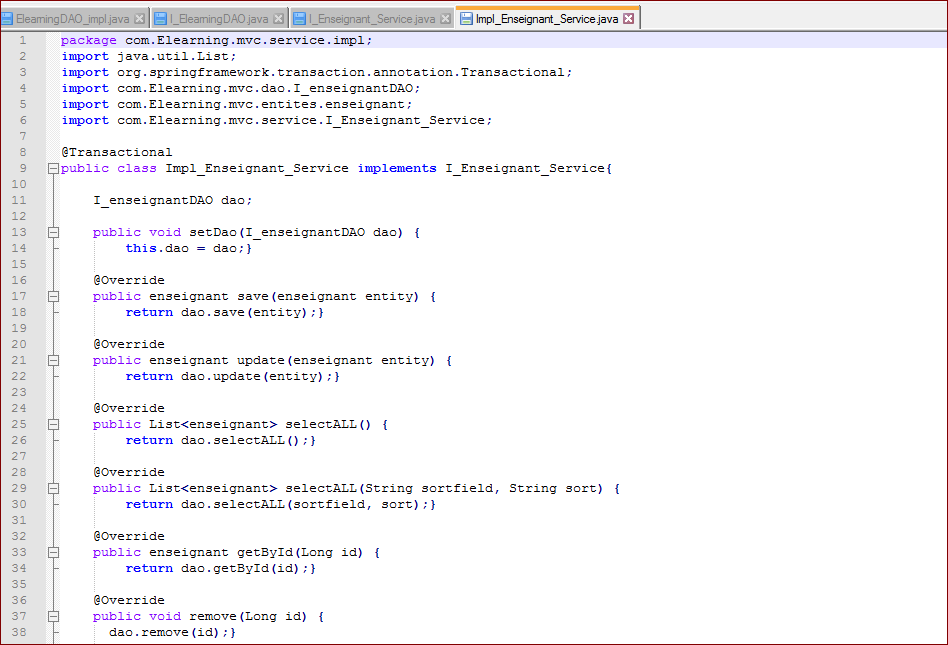 ElearningDAO_impl.java I_ElearningDAO.java I_Enseignant_Service.java Impl_Enseignant_Service.java
1 package com.Elearning.mvc.service.impl;
2 import java.util.List;
3 import org.springframework.transaction.annotation.Transactional;
4 import com.Elearning.mvc.dao.I_enseignantDAO;
5 import com.Elearning.mvc.entites.enseignant;
6 import com.Elearning.mvc.service.I_Enseignant_Service;
7
8 @Transactional
9 public class Impl_Enseignant_Service implements I_Enseignant_Service{
10
11     I_enseignantDAO dao;
12
13     public void setDao(I_enseignantDAO dao) {
14         this.dao = dao;}
15
16     @Override
17     public enseignant save(enseignant entity) {
18         return dao.save(entity);}
19
20     @Override
21     public enseignant update(enseignant entity) {
22         return dao.update(entity);}
23
24     @Override
25     public List<enseignant> selectALL() {
26         return dao.selectALL();}
27
28     @Override
29     public List<enseignant> selectALL(String sortfield, String sort) {
30         return dao.selectALL(sortfield, sort);}
31
32     @Override
33     public enseignant getById(Long id) {
34         return dao.getById(id);}
35
36     @Override
37     public void remove(Long id) {
38       dao.remove(id);}